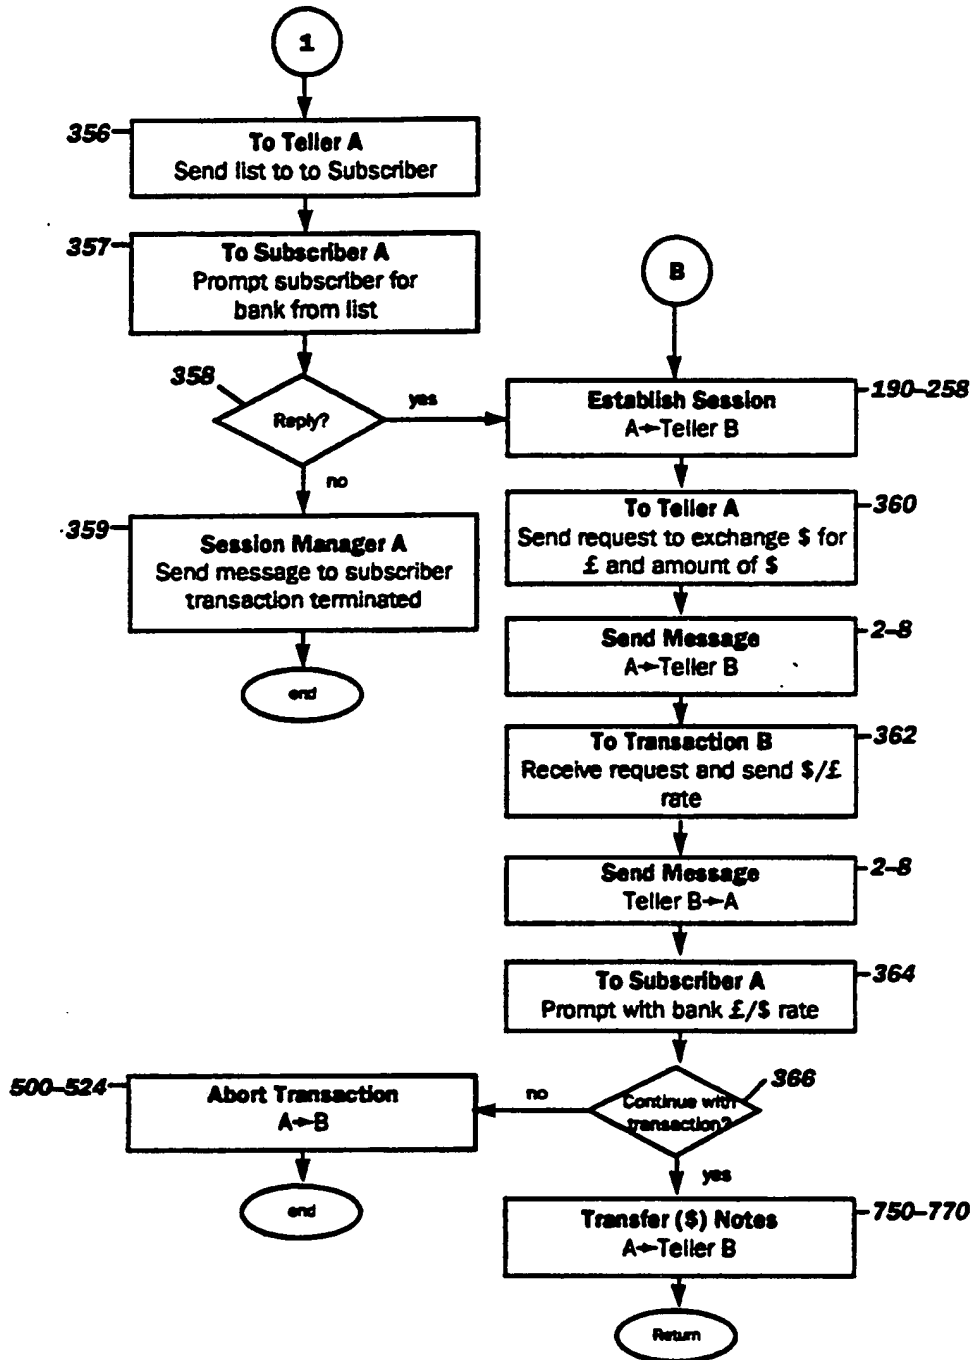 1
356
To Teller A
Send list to to Subscriber
357
To Subscriber A
Prompt subscriber for
bank from list
358
Reply?
yes
no
359
Session Manager A
Send message to subscriber
transaction terminated
end
B
Establish Session
A→Teller B
190–258
To Teller A
Send request to exchange $ for
£ and amount of $
360
Send Message
A→Teller B
2–8
To Transaction B
Receive request and send $/£
rate
362
Send Message
Teller B→A
2–8
To Subscriber A
Prompt with bank £/$ rate
364
Continue with
transaction?
366
no
yes
500–524
Abort Transaction
A→B
end
Transfer ($) Notes
A→Teller B
750–770
Return